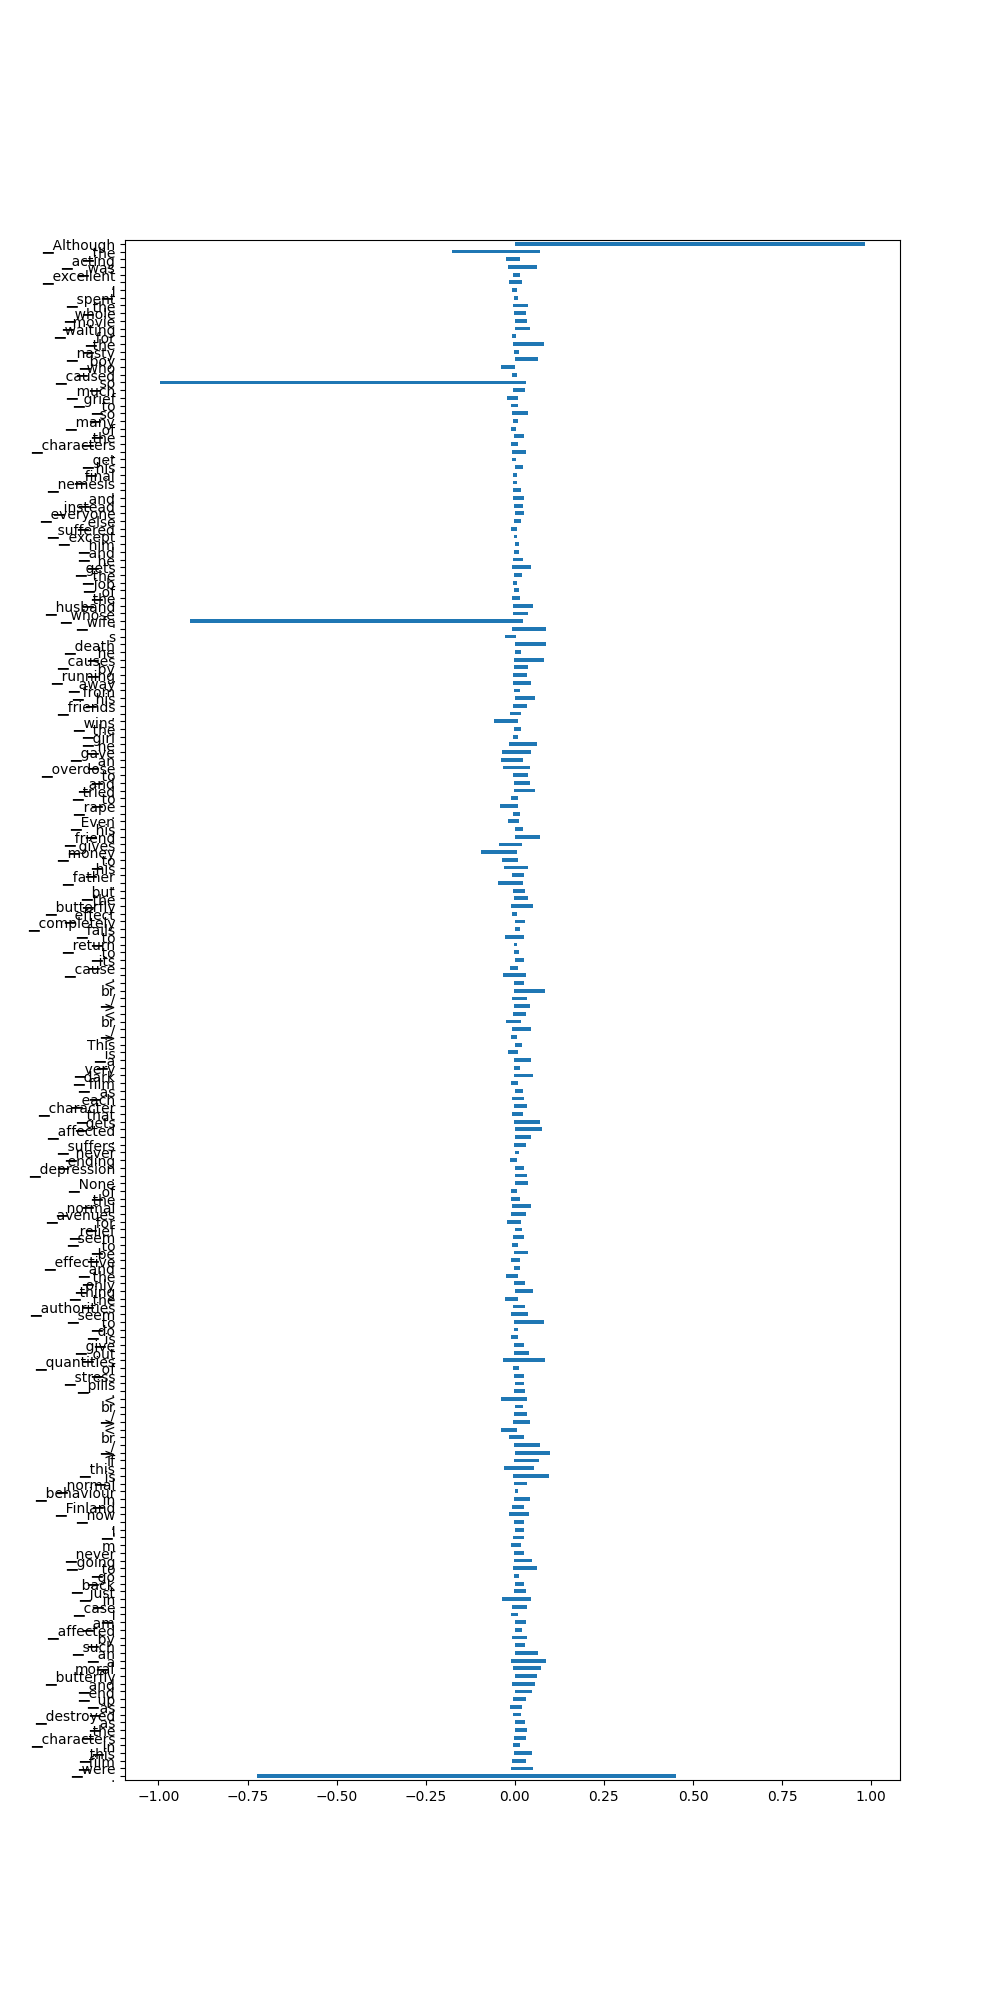 _Although
_the
_acting
_was
_excellent
,
_I
_spent
_the
_whole
_movie
_waiting
_for
_the
_nasty
_boy
_who
_caused
_so
_much
_grief
_to
_so
_many
_of
_the
_characters
_get
_his
_final
_nemesis
,
_and
_instead
_everyone
_else
_suffered
_except
_him
_and
_he
_gets
_the
_job
_of
_the
_husband
_whose
_wife
'
s
_death
_he
_causes
_by
_running
_away
_from
_his
_friends
,
_wins
_the
_girl
_he
_gave
_an
_overdose
_to
_and
_tried
_to
_rape
.
_Even
_his
_friend
_gives
_money
_to
_his
_father
,
_but
_the
_butterfly
_effect
_completely
_fails
_to
_return
_to
_its
_cause
.
<
br
/
>
<
br
/
>
This
_is
_a
_very
_dark
_film
_as
_each
_character
_that
_gets
_affected
,
_suffers
_never
_ending
_depression
.
_None
_of
_the
_normal
_avenues
_for
_relief
_seem
_to
_be
_effective
_and
_the
_only
_thing
_the
_authorities
_seem
_to
_do
_is
_give
_out
_quantities
_of
_stress
_pills
.
<
br
/
>
<
br
/
>
If
_this
_is
_normal
_behaviour
_in
_Finland
_now
,
_I
'
m
_never
_going
_to
_go
_back
_just
_in
_case
_I
_am
_affected
_by
_such
_an
_a
moral
_butterfly
_and
_end
_up
_as
_destroyed
_as
_the
_characters
_in
_this
_film
_were
.
−1.00 −0.75 −0.50 −0.25 0.00 0.25 0.50 0.75 1.00